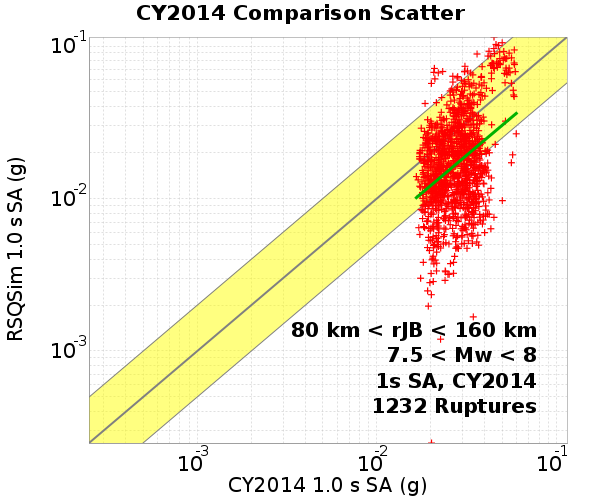 CY2014 Comparison Scatter
10-1
10-2
10-3
RSQSim 1.0 s SA (g)
80 km < rJB < 160 km
7.5 < Mw < 8
1s SA, CY2014
1232 Ruptures
10-3 10-2 10-1
CY2014 1.0 s SA (g)